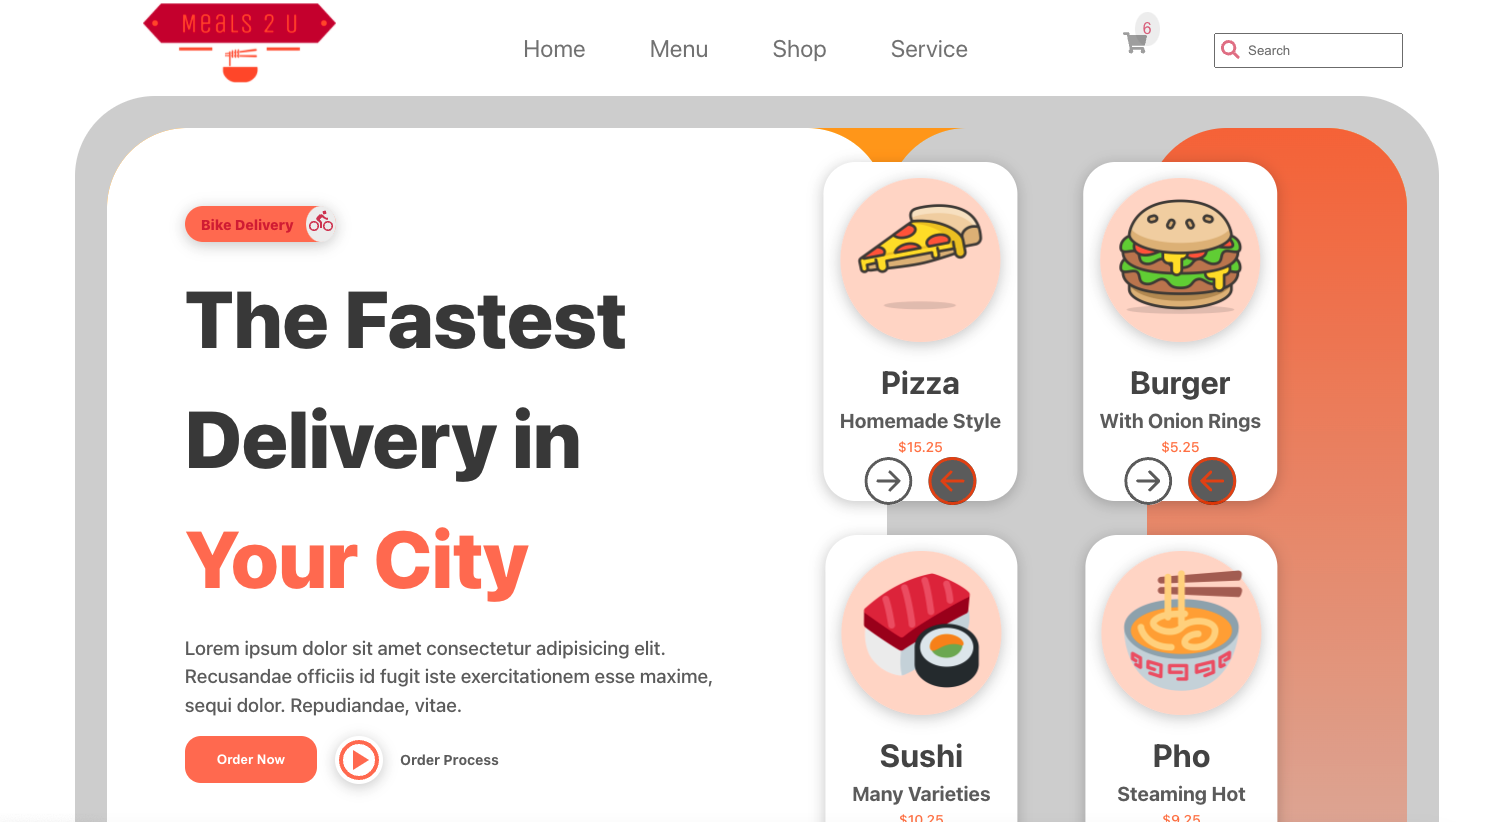 Meals 2 U
Home
Menu
Shop
Service
6
Search
Bike Delivery
The Fastest
Delivery in
Your City
Lorem ipsum dolor sit amet consectetur adipisicing elit.
Recusandae officiis id fugit iste exercitationem esse maxime,
sequi dolor. Repudiandae, vitae.
Order Now
Order Process
Pizza
Homemade Style
$15.25
Burger
With Onion Rings
$5.25
Sushi
Many Varieties
$10.25
Pho
Steaming Hot
$9.25